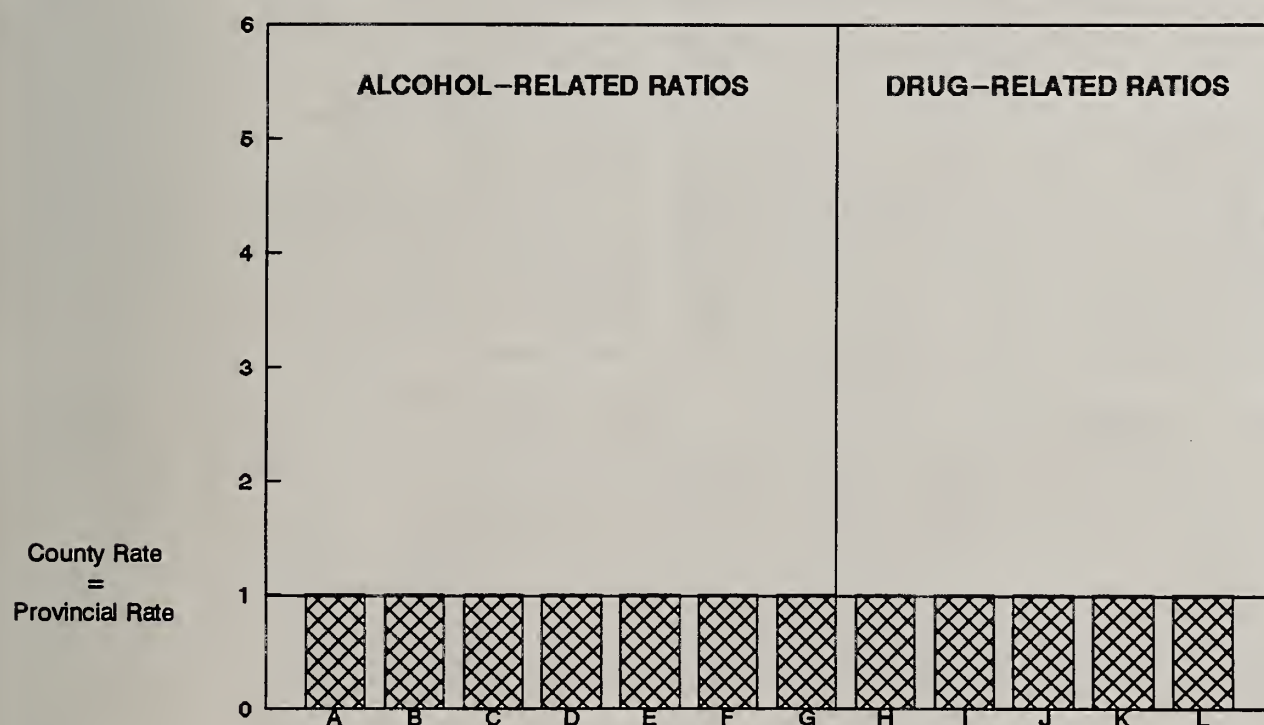 6
ALCOHOL–RELATED RATIOS
DRUG–RELATED RATIOS
5
4
3
2
County Rate
=
Provincial Rate
1
0
A B C D E F G H I J K L